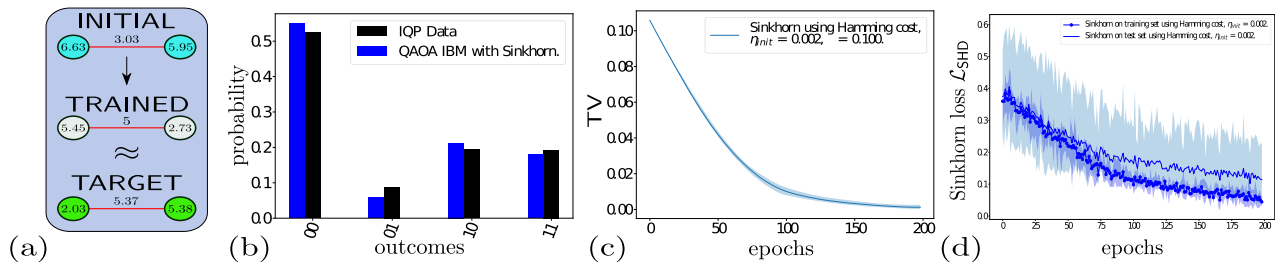 INITIAL
6.63 3.03 5.95
TRAINED
5.45 5 2.73
≈
TARGET
2.03 5.37 5.38
(a)
probability
0.5
0.4
0.3
0.2
0.1
0.0
IQP Data
QAOA IBM with Sinkhorn.
00 01 10 11
outcomes
(b)
TV
0.10
0.08
0.06
0.04
0.02
0.00
Sinkhorn using Hamming cost,
ηinit = 0.002, = 0.100.
0 50 100 150 200
epochs
(c)
Sinkhorn loss ℒSHD
0.6
0.5
0.4
0.3
0.2
0.1
0.0
Sinkhorn on training set using Hamming cost, ηinit = 0.002.
Sinkhorn on test set using Hamming cost, ηinit = 0.002.
0 25 50 75 100 125 150 175 200
epochs
(d)